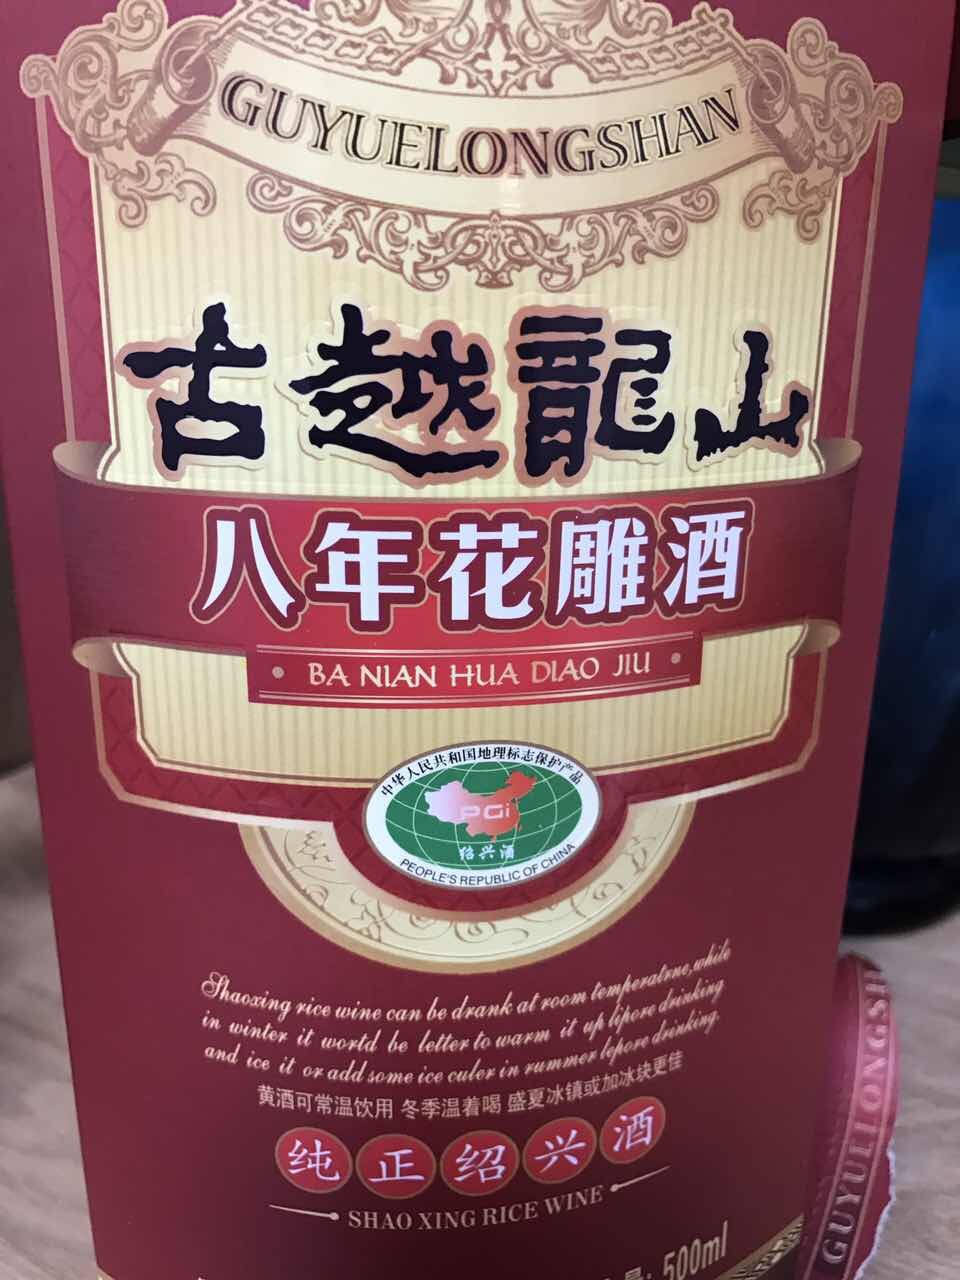 GUYUELONGSHAN
古越龍山
八年花雕酒
• BA NIAN HUA DIAO JIU •
中华人民共和国地理标志保护产品
PGi
绍兴酒
PEOPLE'S REPUBLIC OF CHINA
Shaoxing rice wine can be drank at room temperatrne, while
in winter it wortd be letter to warm it up lipore drinking
and ice it or add some ice culer in rummer lepore drinking.
黄酒可常温饮用 冬季温着喝 盛夏冰镇或加冰块更佳
纯正绍兴酒
SHAO XING RICE WINE
量: 500ml
GUYUELONGSH